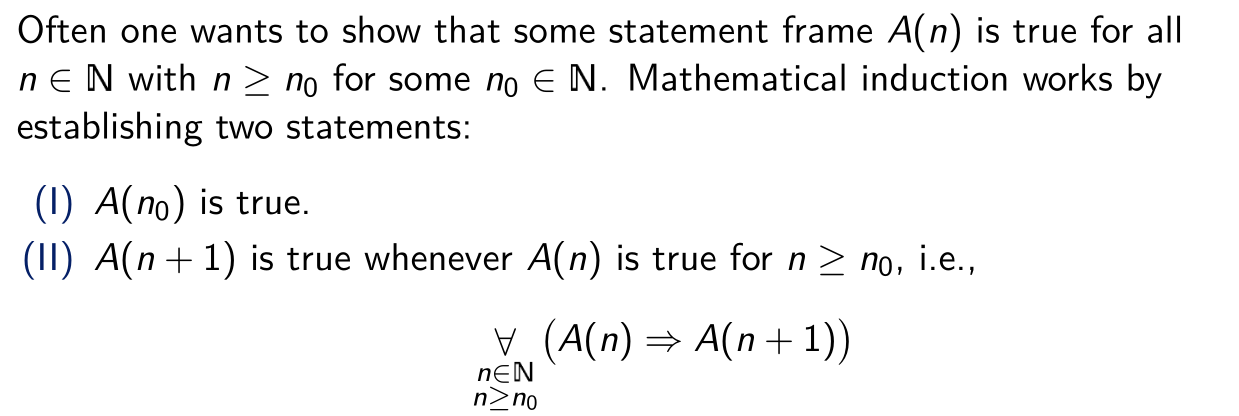 Often one wants to show that some statement frame A(n) is true for all
n ∈ ℕ with n ≥ n₀ for some n₀ ∈ ℕ. Mathematical induction works by
establishing two statements:
(I) A(n₀) is true.
(II) A(n + 1) is true whenever A(n) is true for n ≥ n₀, i.e.,
∀ (A(n) ⇒ A(n + 1))
n∈ℕ
n≥n₀